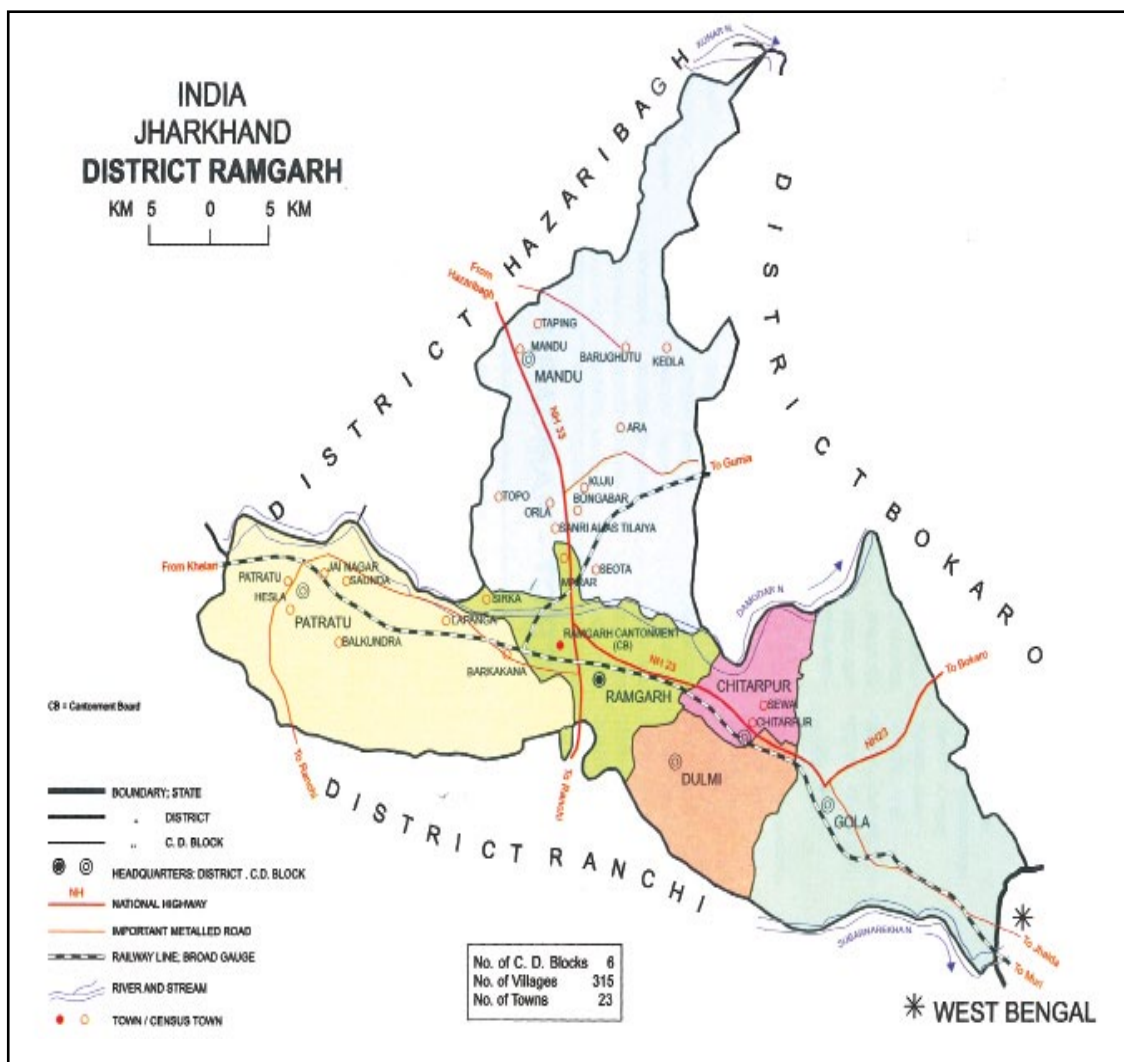 INDIA
JHARKHAND
DISTRICT RAMGARH
KM 5 0 5 KM
KUNAR N.
DISTRICT HAZARIBAGH
DISTRICT BOKARO
From
Hazaribagh
TAPING
MANDU
MANDU
BARUGHUTU
KEDLA
NH 33
ARA
To Gumia
KUJU
BONGABAR
TOPO
ORLA
SANRI ALIAS TILAIYA
From Khelari
JAI NAGAR
PATRATU
SAUNDA
HESLA
PATRATU
BALKUNDRA
SEOTA
MARAR
SIRKA
LAPANGA
RAMGARH CANTONMENT
(CB)
BARKAKANA
NH 23
RAMGARH
DAMODAR N.
CHITARPUR
SEWA
CHITARPUR
To Bokaro
NH23
DULMI
GOLA
To Ranchi
To Ranchi
DISTRICT RANCHI
SUBARNAREKHA N.
To Jhalda
To Muri
WEST BENGAL
CB = Cantonment Board
BOUNDARY; STATE
„ DISTRICT
„ C. D. BLOCK
HEADQUARTERS: DISTRICT . C.D. BLOCK
NH
NATIONAL HIGHWAY
IMPORTANT METALLED ROAD
RAILWAY LINE; BROAD GAUGE
RIVER AND STREAM
TOWN / CENSUS TOWN
No. of C. D. Blocks 6
No. of Villages 315
No. of Towns 23